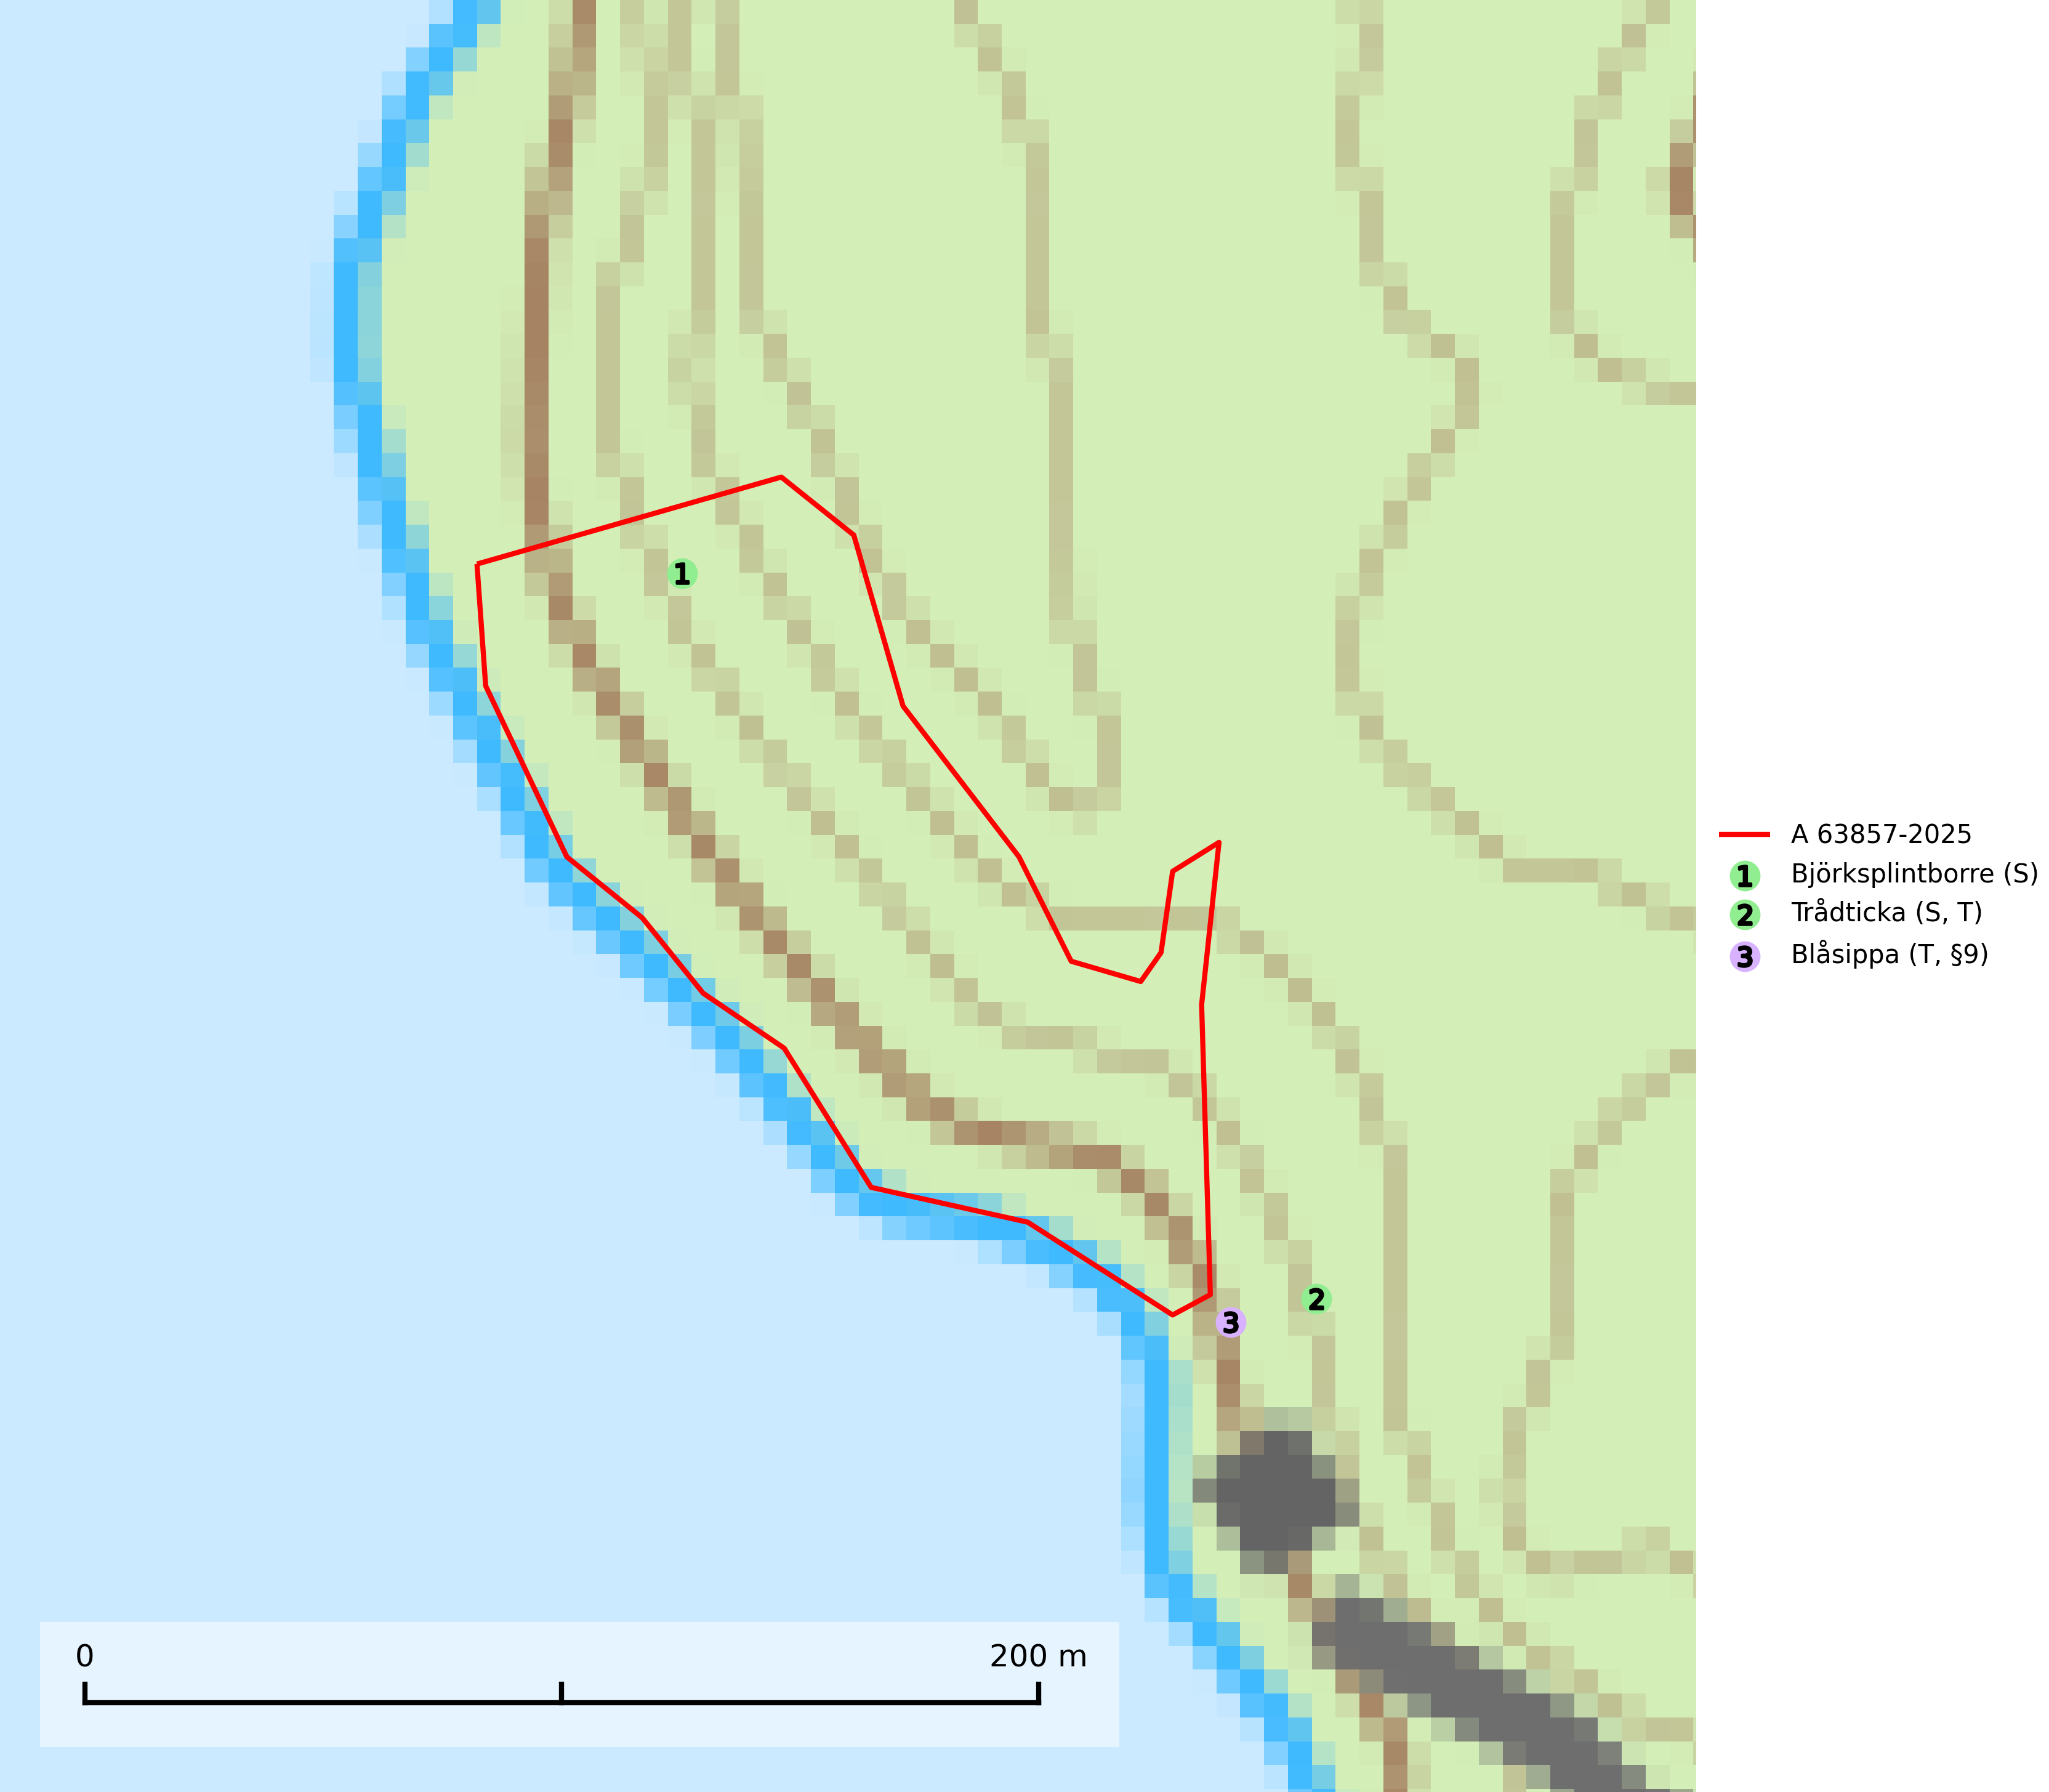 1
2
3
0 200 m
A 63857-2025
1 Björksplintborre (S)
2 Trådticka (S, T)
3 Blåsippa (T, §9)